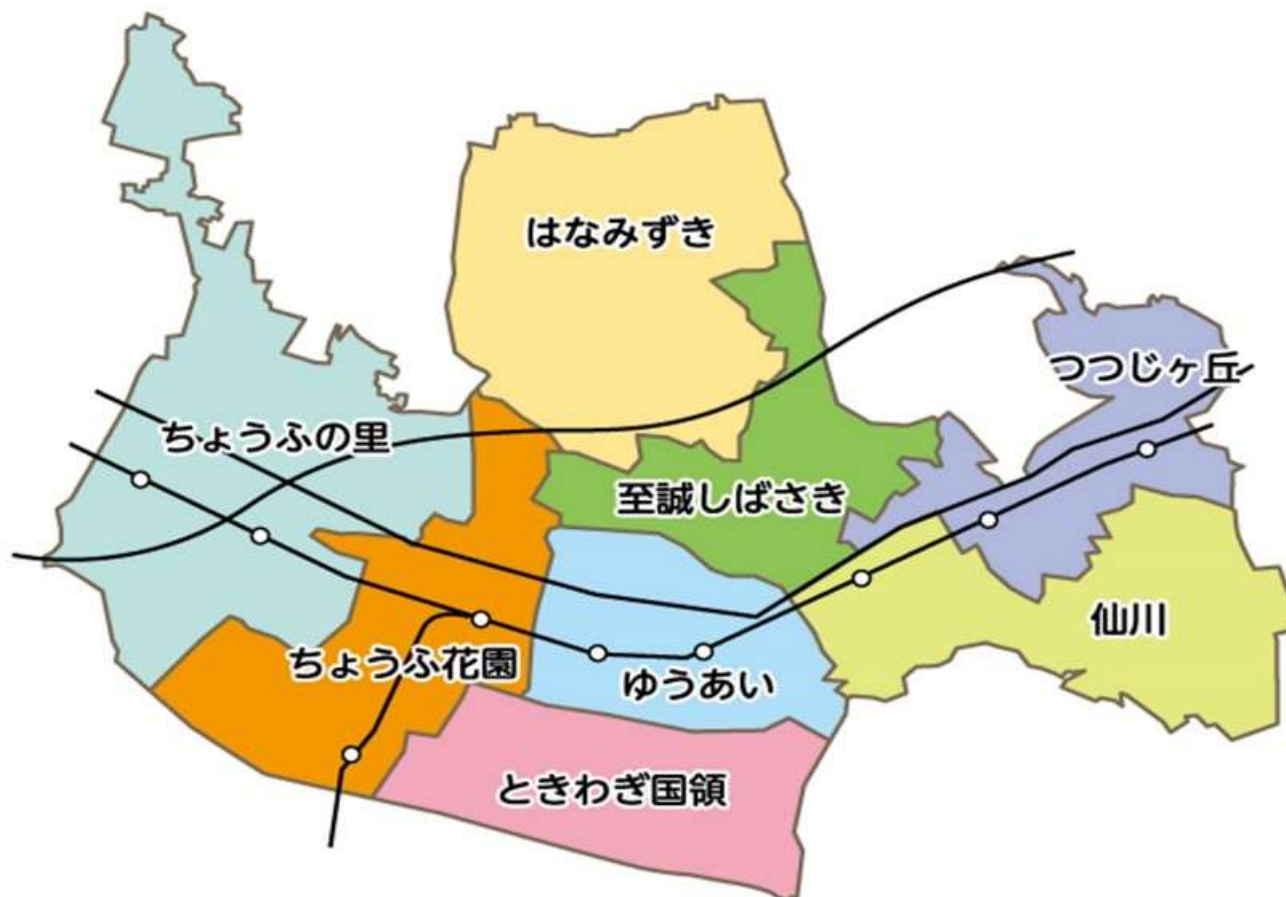 はなみずき
つつじヶ丘
ちょうふの里
至誠しばさき
仙川
ちょうふ花園
ゆうあい
ときわぎ国領